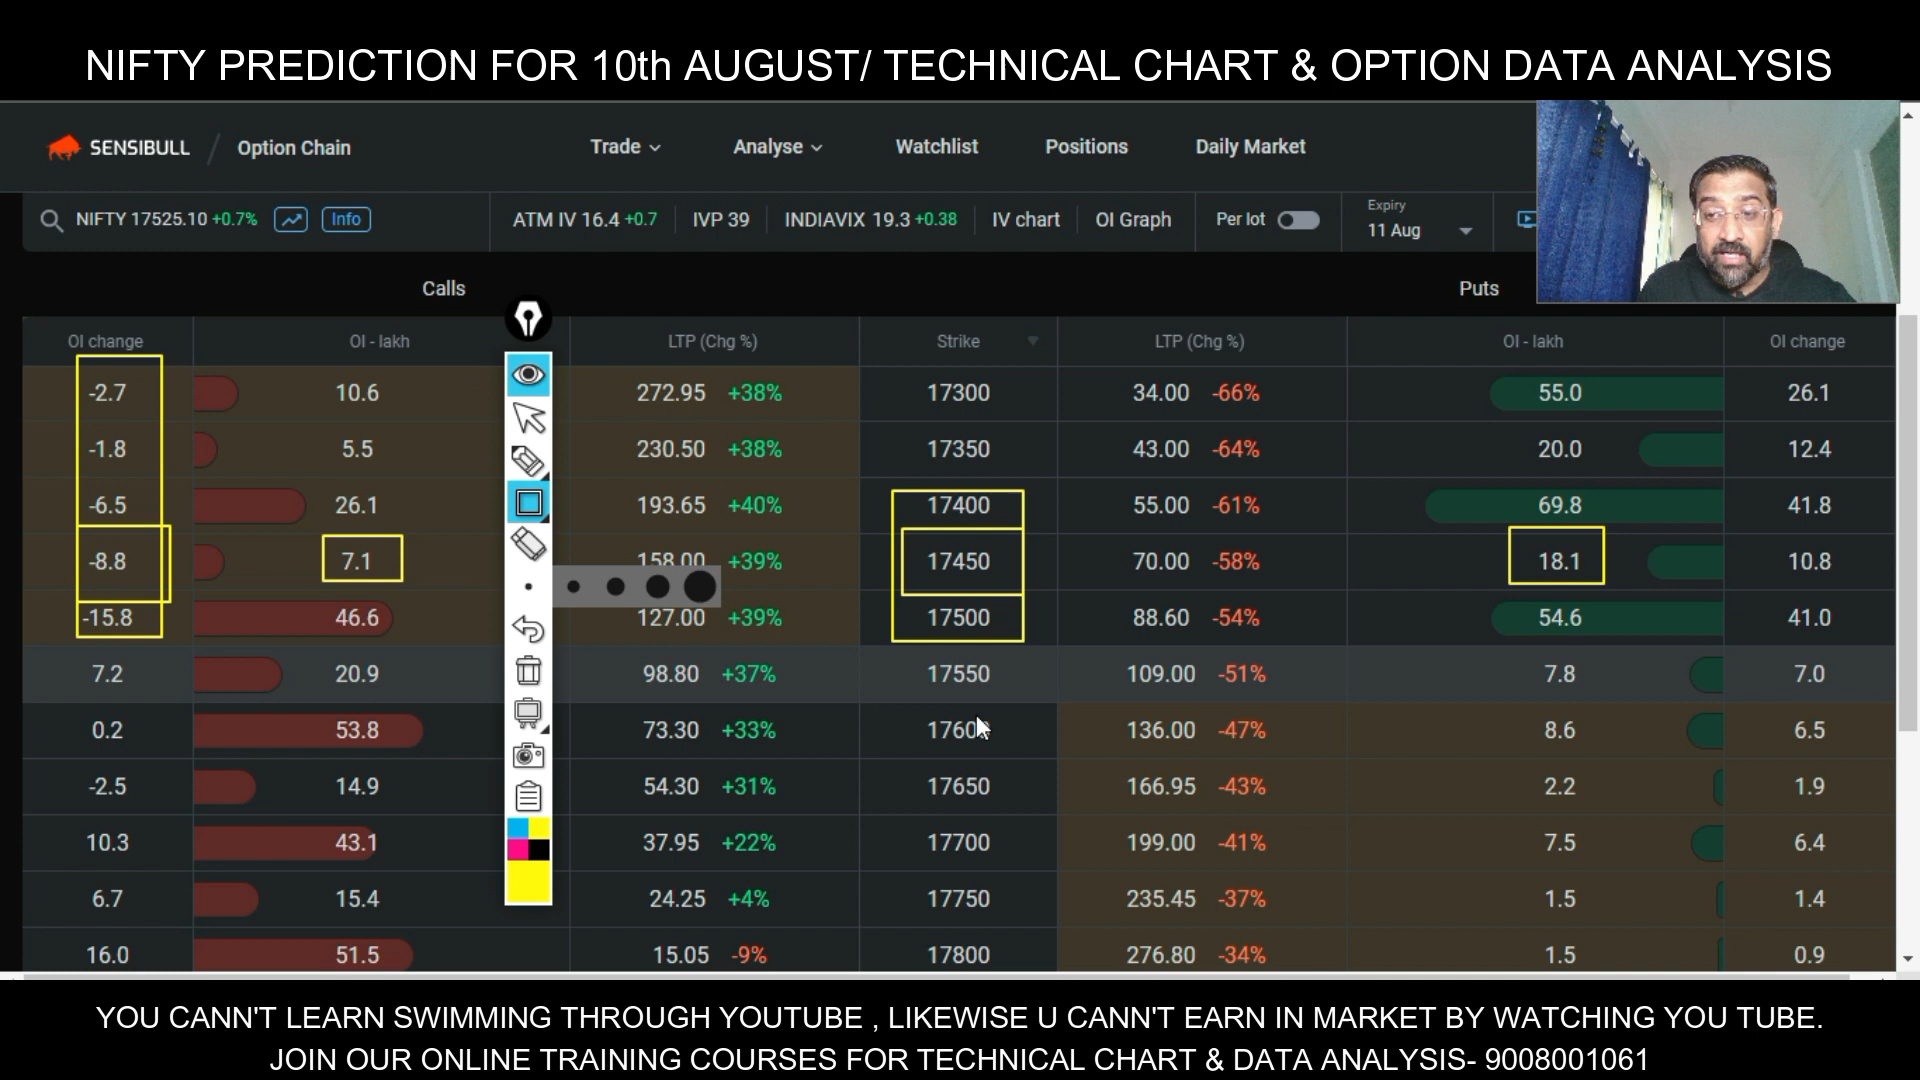 NIFTY PREDICTION FOR 10th AUGUST/ TECHNICAL CHART & OPTION DATA ANALYSIS
SENSIBULL / Option Chain Trade Analyse Watchlist Positions Daily Market
NIFTY 17525.10 +0.7% Info ATM IV 16.4 +0.7 IVP 39 INDIAVIX 19.3 +0.38 IV chart OI Graph Per lot Expiry
11 Aug
Calls Puts
OI change OI - lakh LTP (Chg %) Strike LTP (Chg %) OI - lakh OI change
-2.7 10.6 272.95 +38% 17300 34.00 -66% 55.0 26.1
-1.8 5.5 230.50 +38% 17350 43.00 -64% 20.0 12.4
-6.5 26.1 193.65 +40% 17400 55.00 -61% 69.8 41.8
-8.8 7.1 158.00 +39% 17450 70.00 -58% 18.1 10.8
-15.8 46.6 127.00 +39% 17500 88.60 -54% 54.6 41.0
7.2 20.9 98.80 +37% 17550 109.00 -51% 7.8 7.0
0.2 53.8 73.30 +33% 17600 136.00 -47% 8.6 6.5
-2.5 14.9 54.30 +31% 17650 166.95 -43% 2.2 1.9
10.3 43.1 37.95 +22% 17700 199.00 -41% 7.5 6.4
6.7 15.4 24.25 +4% 17750 235.45 -37% 1.5 1.4
16.0 51.5 15.05 -9% 17800 276.80 -34% 1.5 0.9
YOU CANN'T LEARN SWIMMING THROUGH YOUTUBE , LIKEWISE U CANN'T EARN IN MARKET BY WATCHING YOU TUBE.
JOIN OUR ONLINE TRAINING COURSES FOR TECHNICAL CHART & DATA ANALYSIS- 9008001061